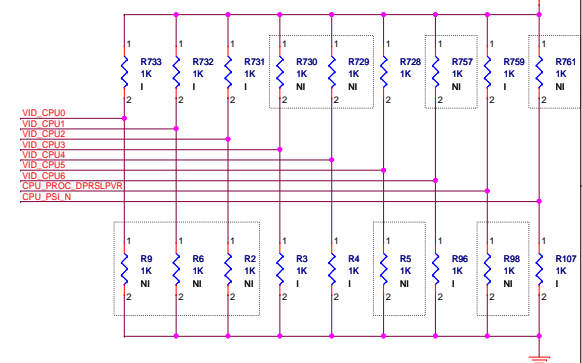 1 1 1 1 1 1 1 1 1
R733 R732 R731 R730 R729 R728 R757 R759 R761
1K 1K 1K 1K 1K 1K 1K 1K 1K
I I I NI NI I NI I NI
2 2 2 2 2 2 2 2 2
VID_CPU0
VID_CPU1
VID_CPU2
VID_CPU3
VID_CPU4
VID_CPU5
VID_CPU6
CPU_PROC_DPRSLPVR
CPU_PSI_N
1 1 1 1 1 1 1 1 1
R9 R6 R2 R3 R4 R5 R96 R98 R107
1K 1K 1K 1K 1K 1K 1K 1K 1K
NI NI NI I I NI I NI I
2 2 2 2 2 2 2 2 2